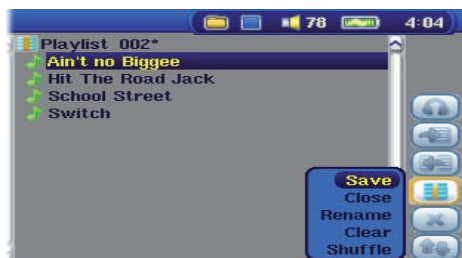 78 4:04
Playlist 002*
Ain't no Biggee
Hit The Road Jack
School Street
Switch
Save
Close
Rename
Clear
Shuffle